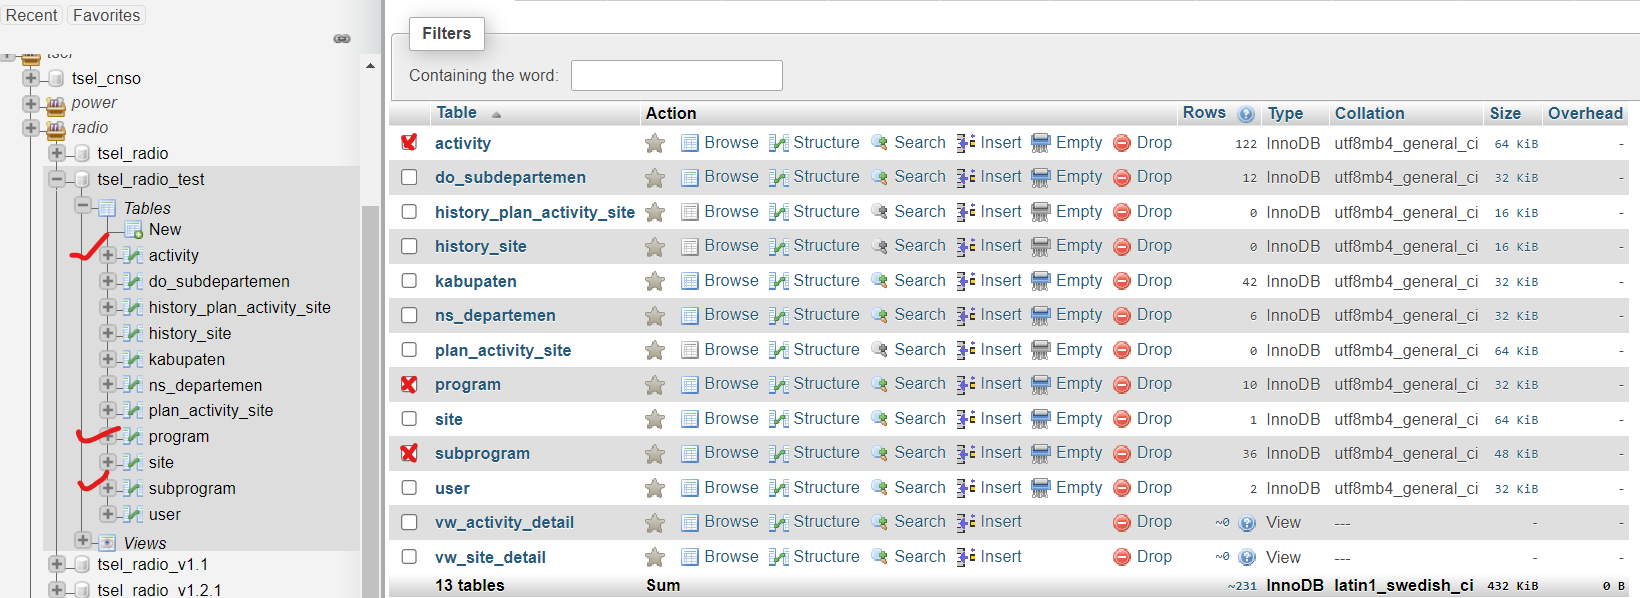 Recent Favorites
tsel
tsel_cnso
power
radio
tsel_radio
tsel_radio_test
Tables
New
activity
do_subdepartemen
history_plan_activity_site
history_site
kabupaten
ns_departemen
plan_activity_site
program
site
subprogram
user
Views
tsel_radio_v1.1
tsel_radio_v1.2.1
Filters
Containing the word:
Table Action Rows Type Collation Size Overhead
activity Browse Structure Search Insert Empty Drop 122 InnoDB utf8mb4_general_ci 64 KiB -
do_subdepartemen Browse Structure Search Insert Empty Drop 12 InnoDB utf8mb4_general_ci 32 KiB -
history_plan_activity_site Browse Structure Search Insert Empty Drop 0 InnoDB utf8mb4_general_ci 16 KiB -
history_site Browse Structure Search Insert Empty Drop 0 InnoDB utf8mb4_general_ci 16 KiB -
kabupaten Browse Structure Search Insert Empty Drop 42 InnoDB utf8mb4_general_ci 32 KiB -
ns_departemen Browse Structure Search Insert Empty Drop 6 InnoDB utf8mb4_general_ci 32 KiB -
plan_activity_site Browse Structure Search Insert Empty Drop 0 InnoDB utf8mb4_general_ci 64 KiB -
program Browse Structure Search Insert Empty Drop 10 InnoDB utf8mb4_general_ci 32 KiB -
site Browse Structure Search Insert Empty Drop 1 InnoDB utf8mb4_general_ci 64 KiB -
subprogram Browse Structure Search Insert Empty Drop 36 InnoDB utf8mb4_general_ci 48 KiB -
user Browse Structure Search Insert Empty Drop 2 InnoDB utf8mb4_general_ci 32 KiB -
vw_activity_detail Browse Structure Search Insert Drop ~0 View --- - -
vw_site_detail Browse Structure Search Insert Drop ~0 View --- - -
13 tables Sum ~231 InnoDB latin1_swedish_ci 432 KiB 0 B